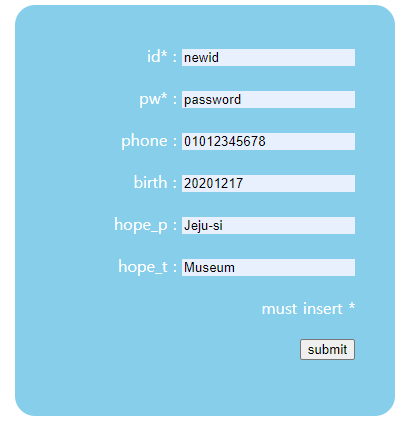 id* : newid
pw* : password
phone : 01012345678
birth : 20201217
hope_p : Jeju-si
hope_t : Museum
must insert *
submit